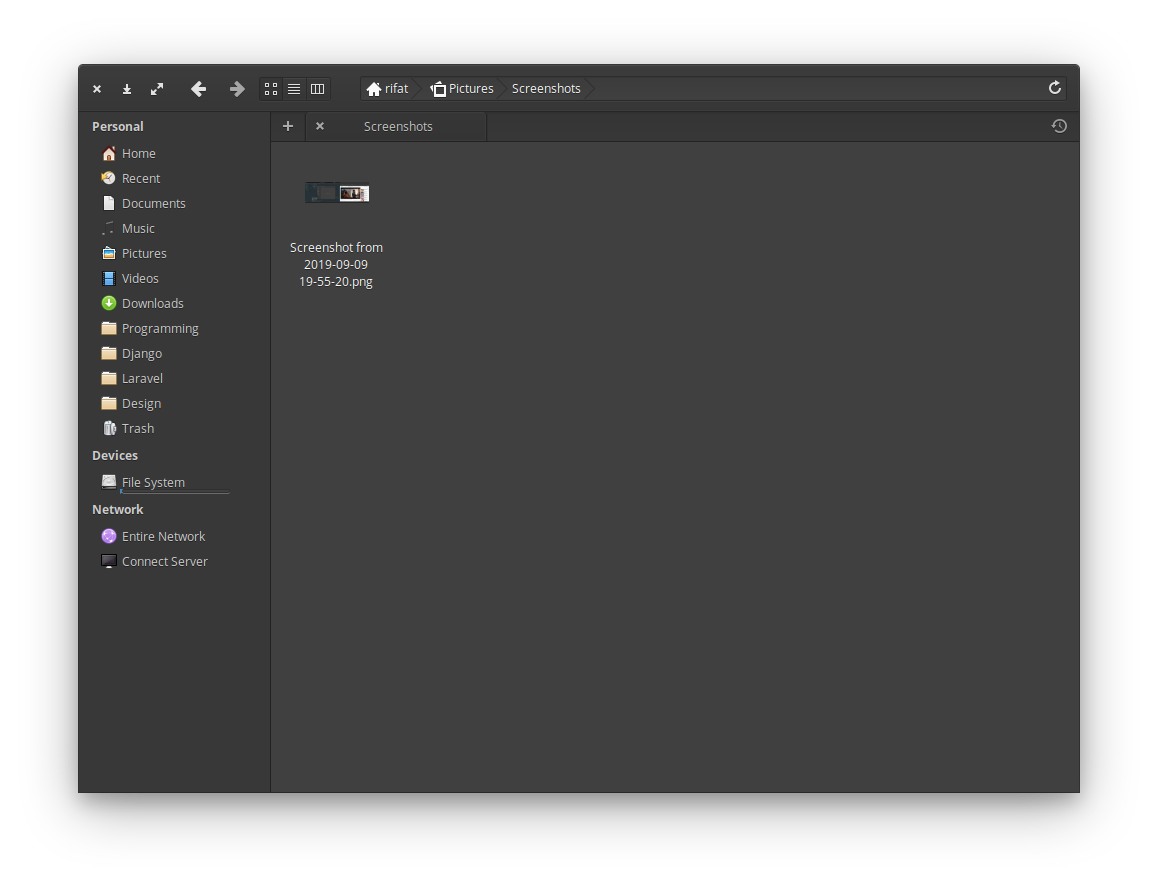 rifat Pictures Screenshots
Personal
Screenshots
Home
Recent
Documents
Music
Pictures
Videos
Downloads
Programming
Django
Laravel
Design
Trash
Devices
File System
Network
Entire Network
Connect Server
Screenshot from
2019-09-09
19-55-20.png